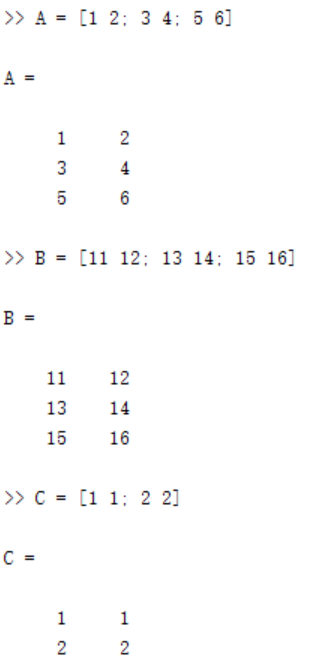 >> A = [1 2; 3 4; 5 6]
A =
1 2
3 4
5 6
>> B = [11 12; 13 14; 15 16]
B =
11 12
13 14
15 16
>> C = [1 1; 2 2]
C =
1 1
2 2